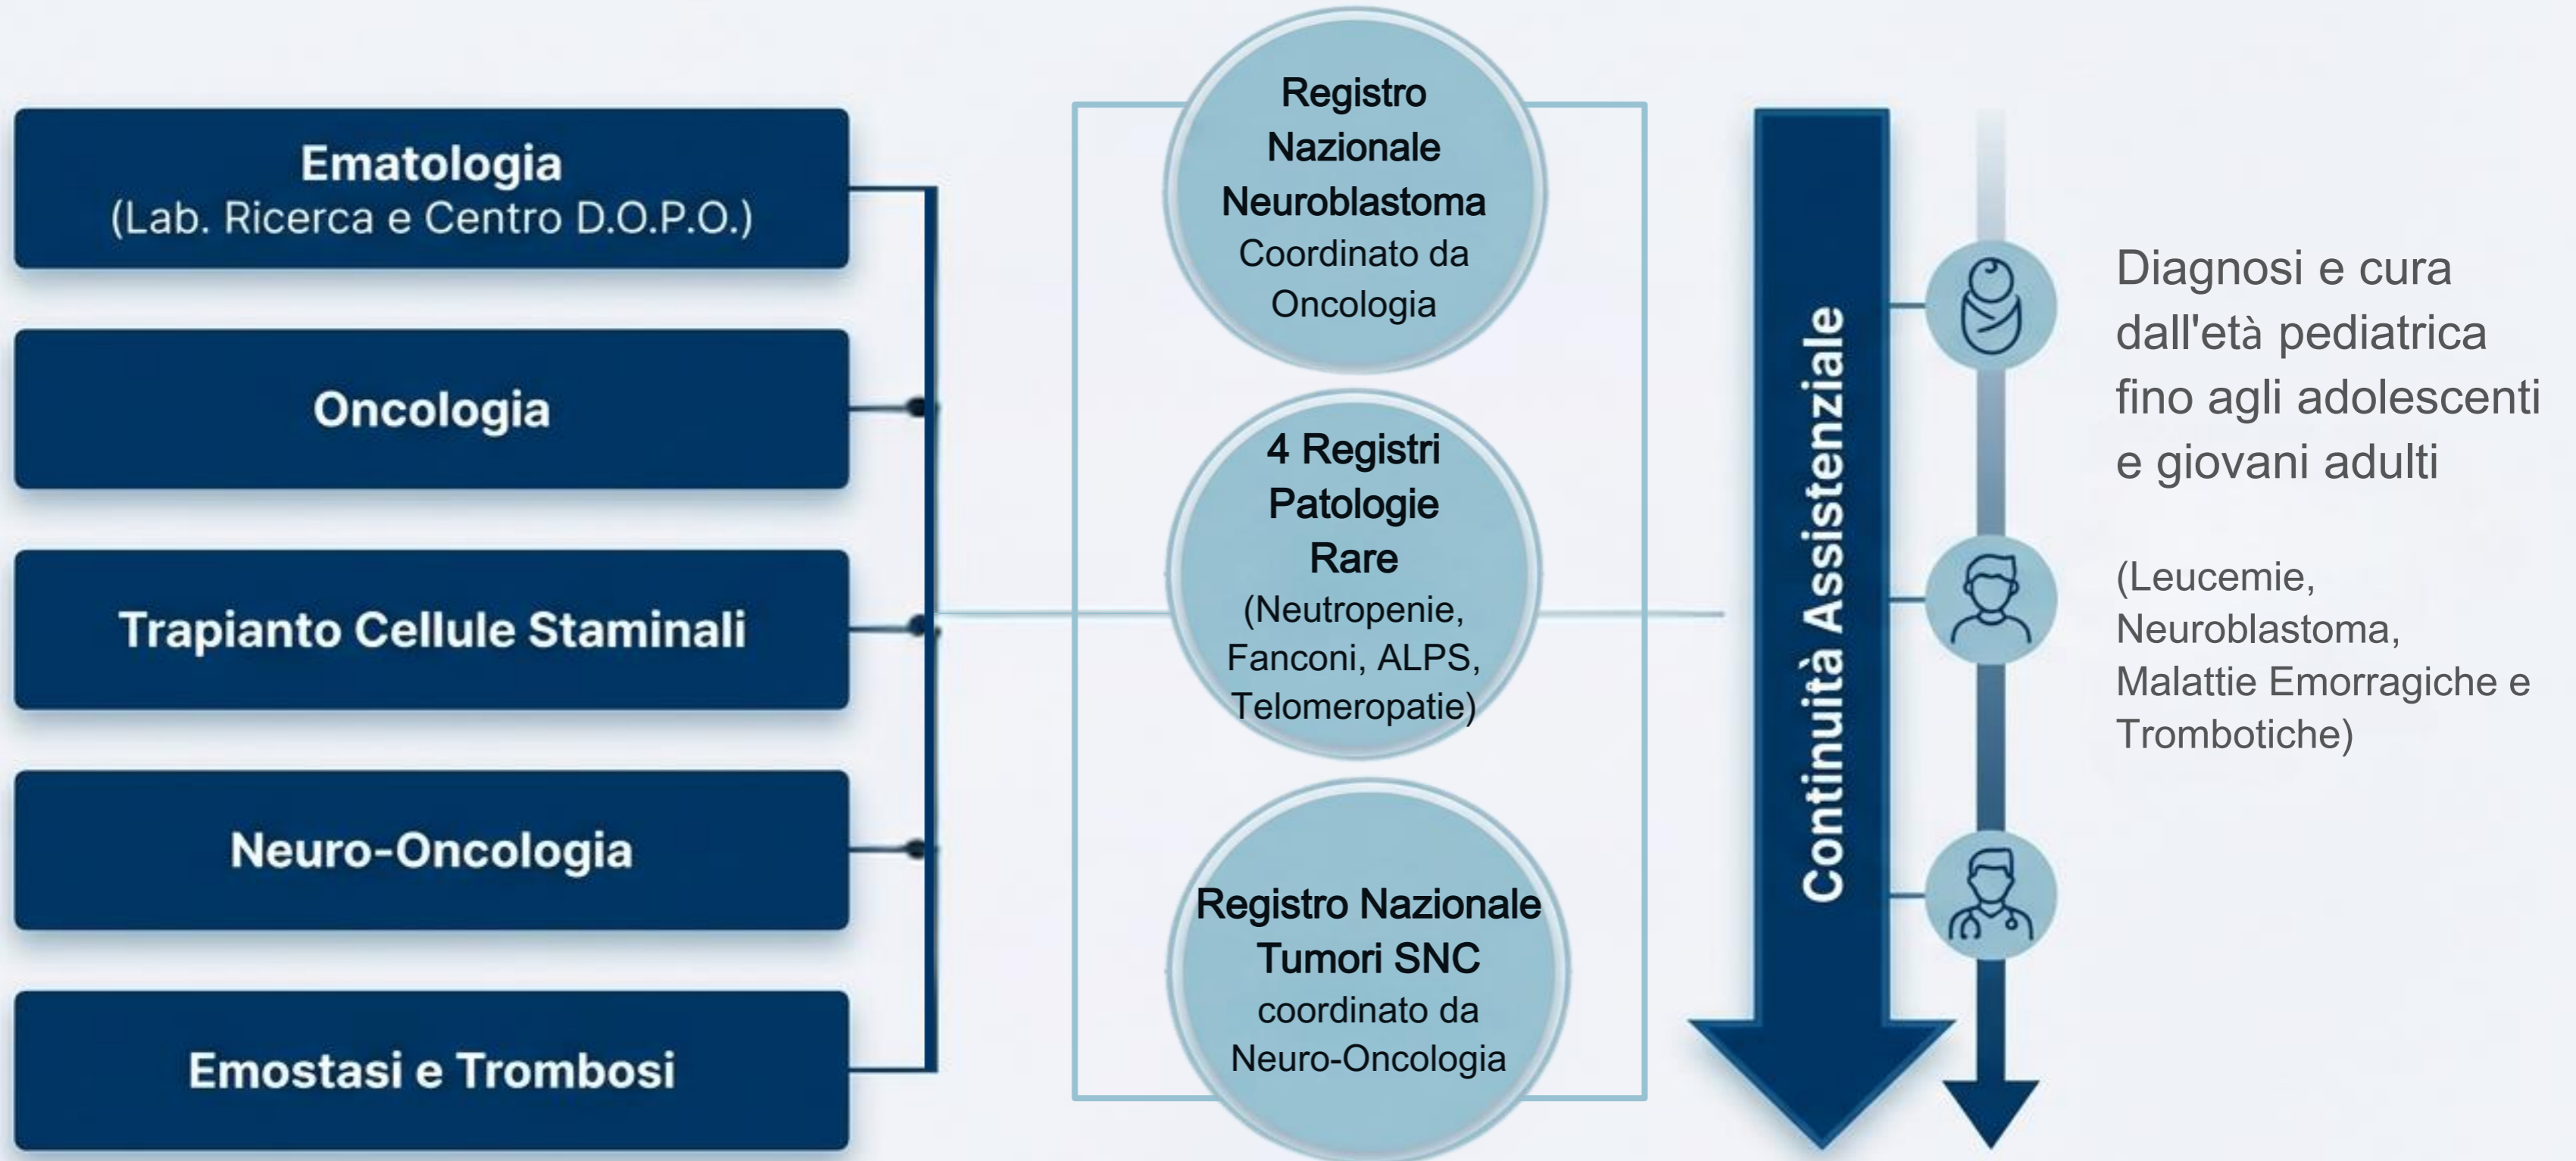 Ematologia
(Lab. Ricerca e Centro D.O.P.O.)
Oncologia
Trapianto Cellule Staminali
Neuro-Oncologia
Emostasi e Trombosi
Registro
Nazionale
Neuroblastoma
Coordinato da
Oncologia
4 Registri
Patologie
Rare
(Neutropenie,
Fanconi, ALPS,
Telomeropatie)
Registro Nazionale
Tumori SNC
coordinato da
Neuro-Oncologia
Continuità Assistenziale
Diagnosi e cura
dall'età pediatrica
fino agli adolescenti
e giovani adulti
(Leucemie,
Neuroblastoma,
Malattie Emorragiche e
Trombotiche)